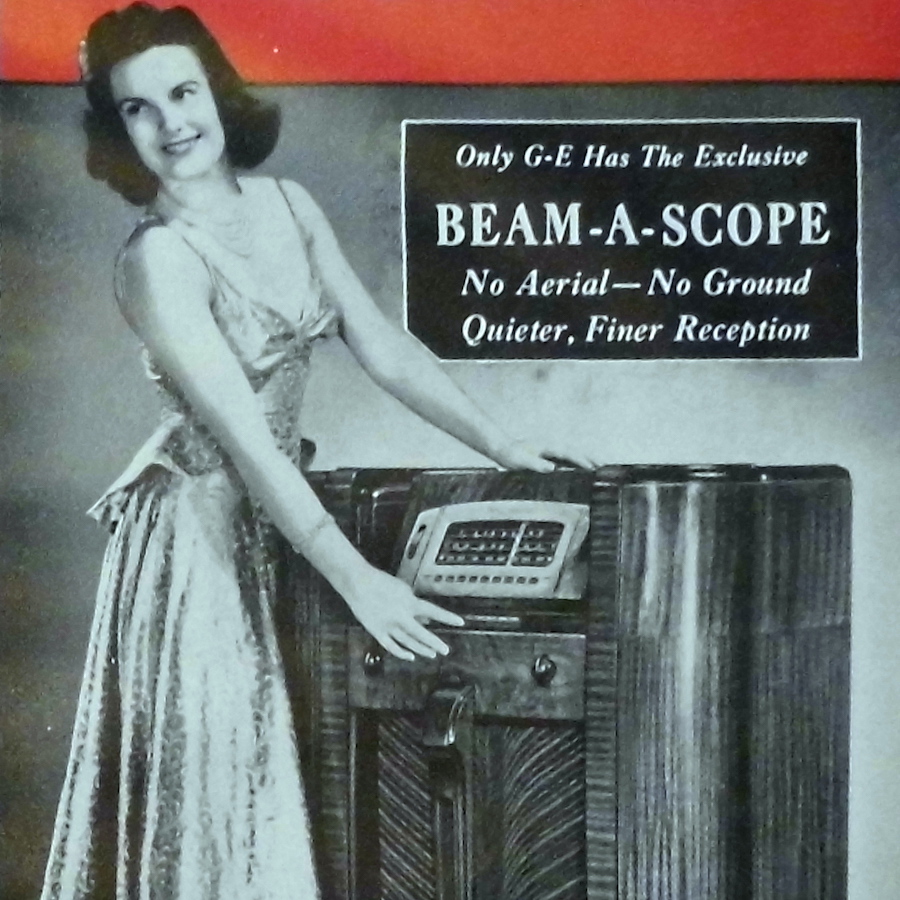 Only G-E Has The Exclusive
BEAM-A-SCOPE
No Aerial—No Ground
Quieter, Finer Reception